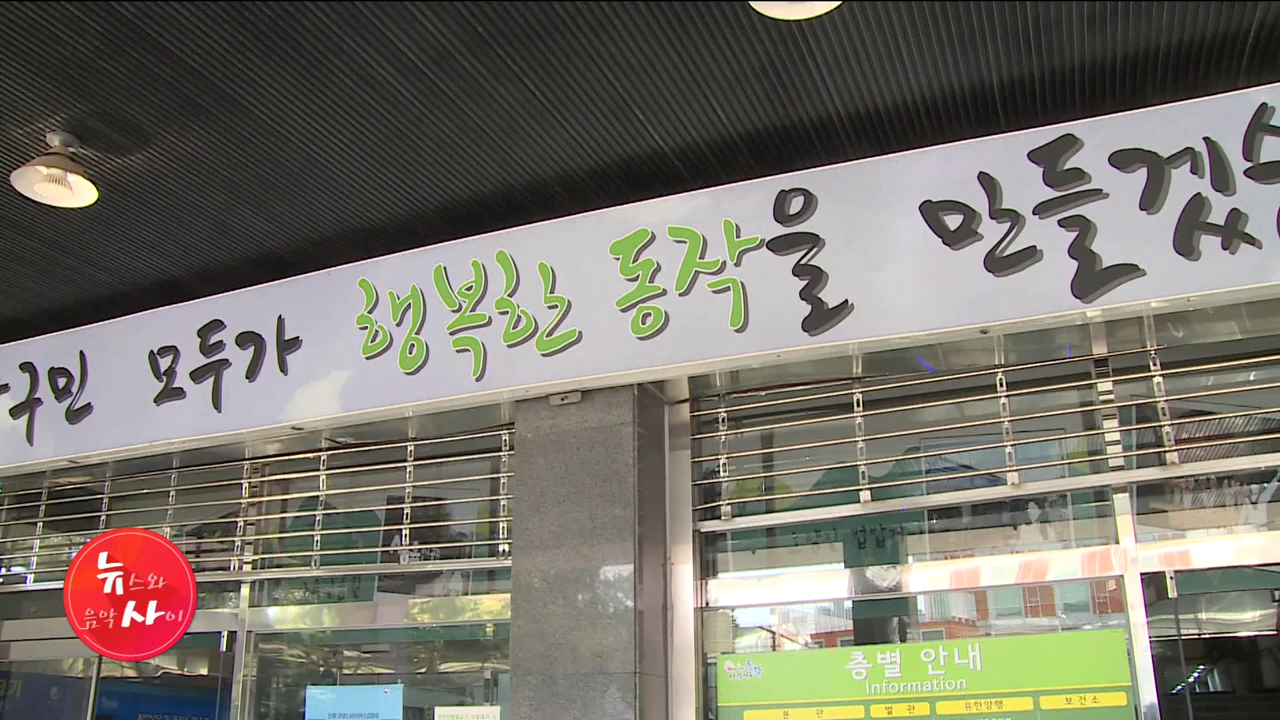 구민 모두가 행복한 동작을 만들겠
뉴스와
음악 사이
층별 안내
Information
본 관 별 관 유한양행 보건소